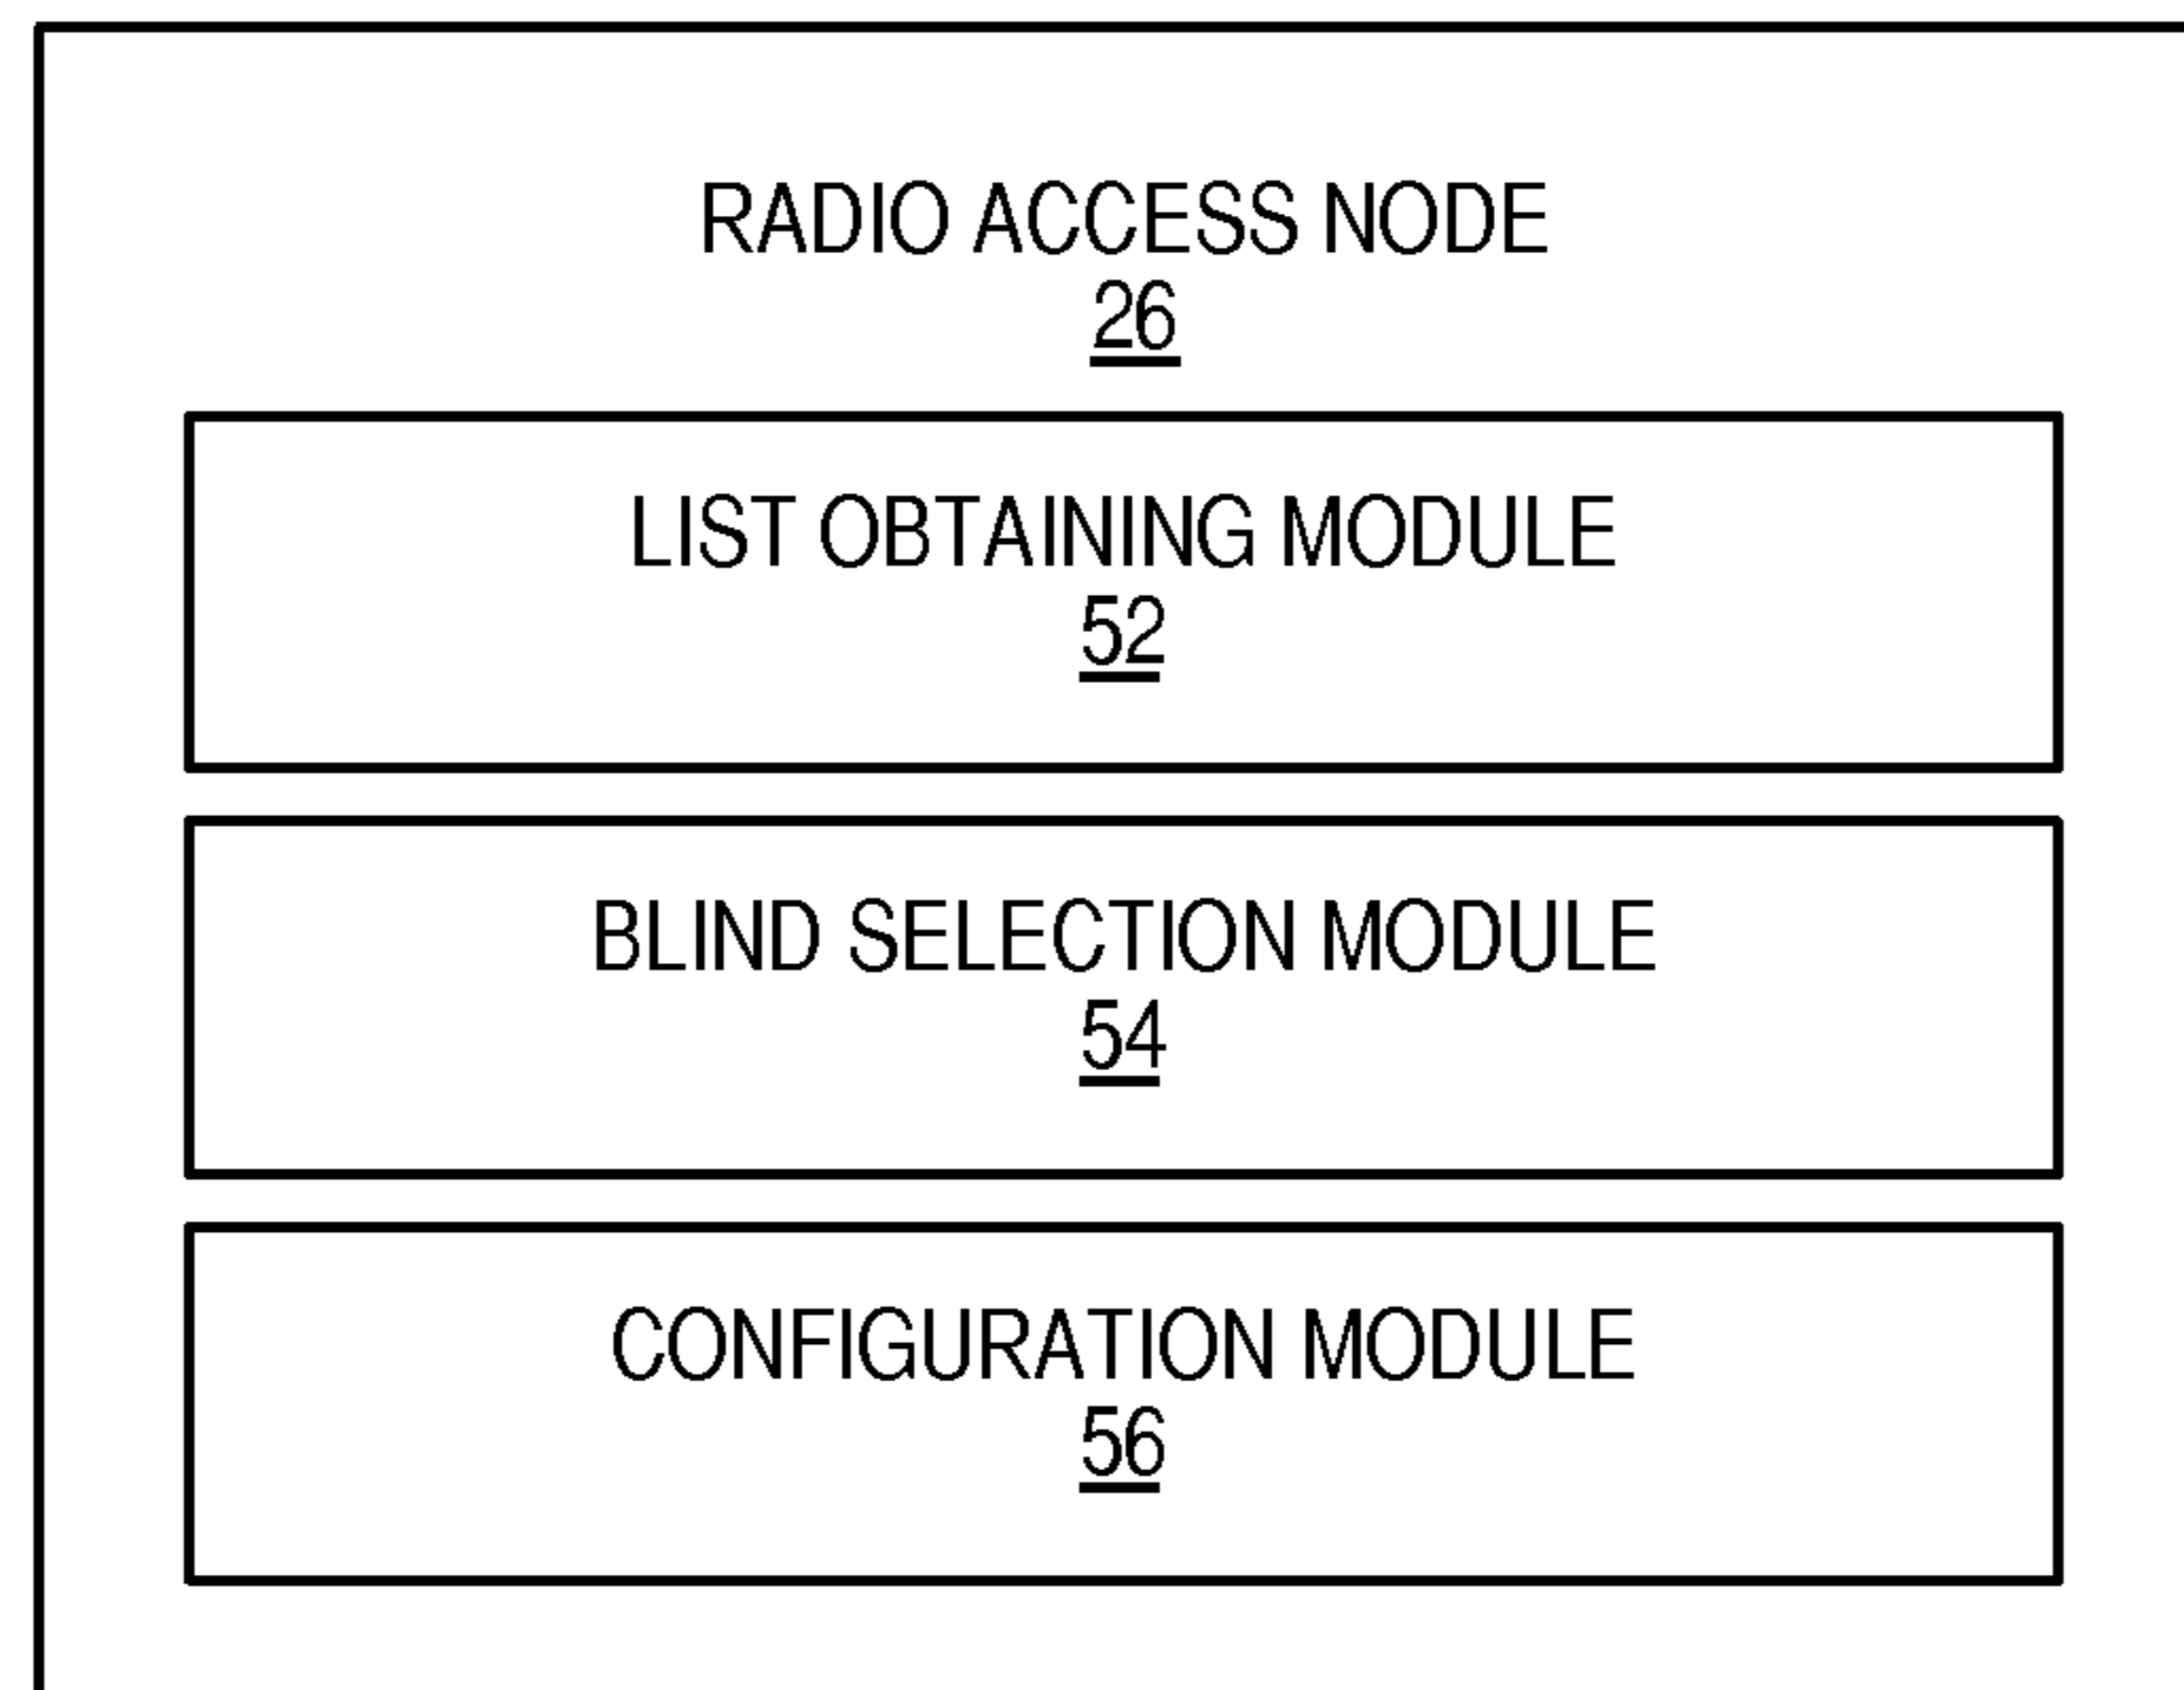 RADIO ACCESS NODE
26
LIST OBTAINING MODULE
52
BLIND SELECTION MODULE
54
CONFIGURATION MODULE
56